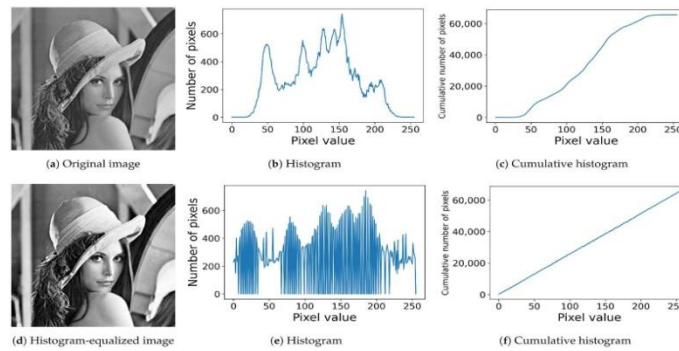 Number of pixels
600
400
200
0
0 50 100 150 200 250
Pixel value
Cumulative number of pixels
60,000
40,000
20,000
0
0 50 100 150 200 250
Pixel value
(a) Original image
(b) Histogram
(c) Cumulative histogram
Number of pixels
600
400
200
0
0 50 100 150 200 250
Pixel value
Cumulative number of pixels
60,000
40,000
20,000
0
0 50 100 150 200 250
Pixel value
(d) Histogram-equalized image
(e) Histogram
(f) Cumulative histogram